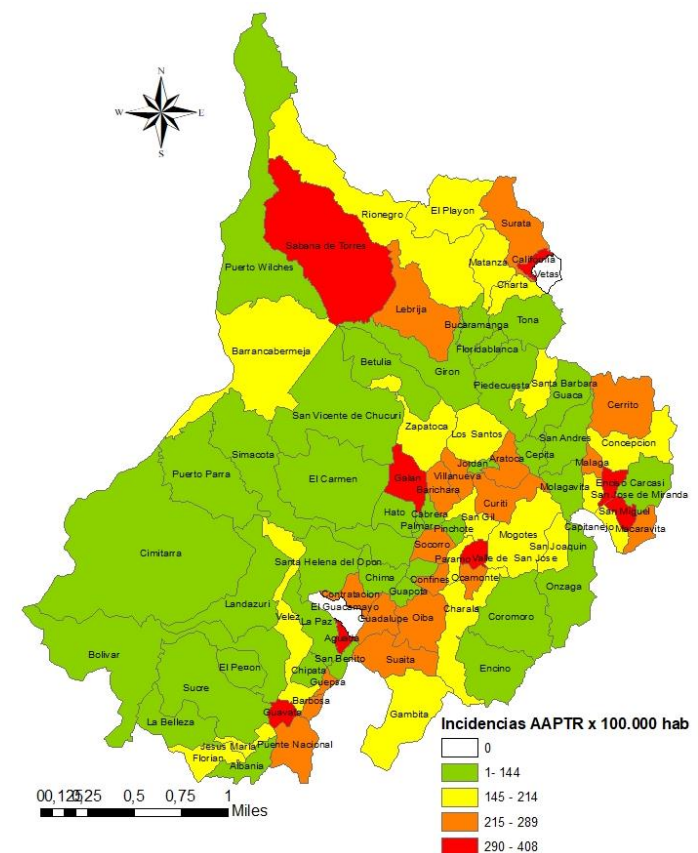 N
W E
S
Rionegro
El Playon
Surata
Sabana de Torres
Puerto Wilches
Matanza
California
Vetas
Charta
Lebrija
Bucaramanga
Tona
Barrancabermeja
Floridablanca
Betulia
Giron
Piedecuesta
Santa Barbara
Guaca
Cerrito
San Vicente de Chucuri
Zapatoca
Los Santos
Concepcion
San Andres
Simacota
Jordan
Aratoca
Cepita
Malaga
Puerto Parra
El Carmen
Galan
Villanueva
Barichara
Curiti
Molagavita
Enciso
Carcasi
San Jose de Miranda
Hato
Cabrera
San Gil
San Miguel
Palmar
Pinchote
Capitanejo
Macaravita
Mogotes
Cimitarra
Socorro
San Joaquin
Paramo
Valle de San Jose
Santa Helena del Opon
Chima
Confines
Ocamonte
Onzaga
Contratacion
Guapota
Landazuri
Velez
El Guacamayo
La Paz
Guadalupe
Oiba
Charala
Coromoro
Aguada
Bolivar
El Penon
San Benito
Suaita
Encino
Chipata
Sucre
Guepsa
Barbosa
Guavata
Gambita
La Belleza
Jesus Maria
Puente Nacional
Florian
Albania
Incidencias AAPTR x 100.000 hab
0
1- 144
145 - 214
215 - 289
290 - 408
0,5 0,75 1
Miles